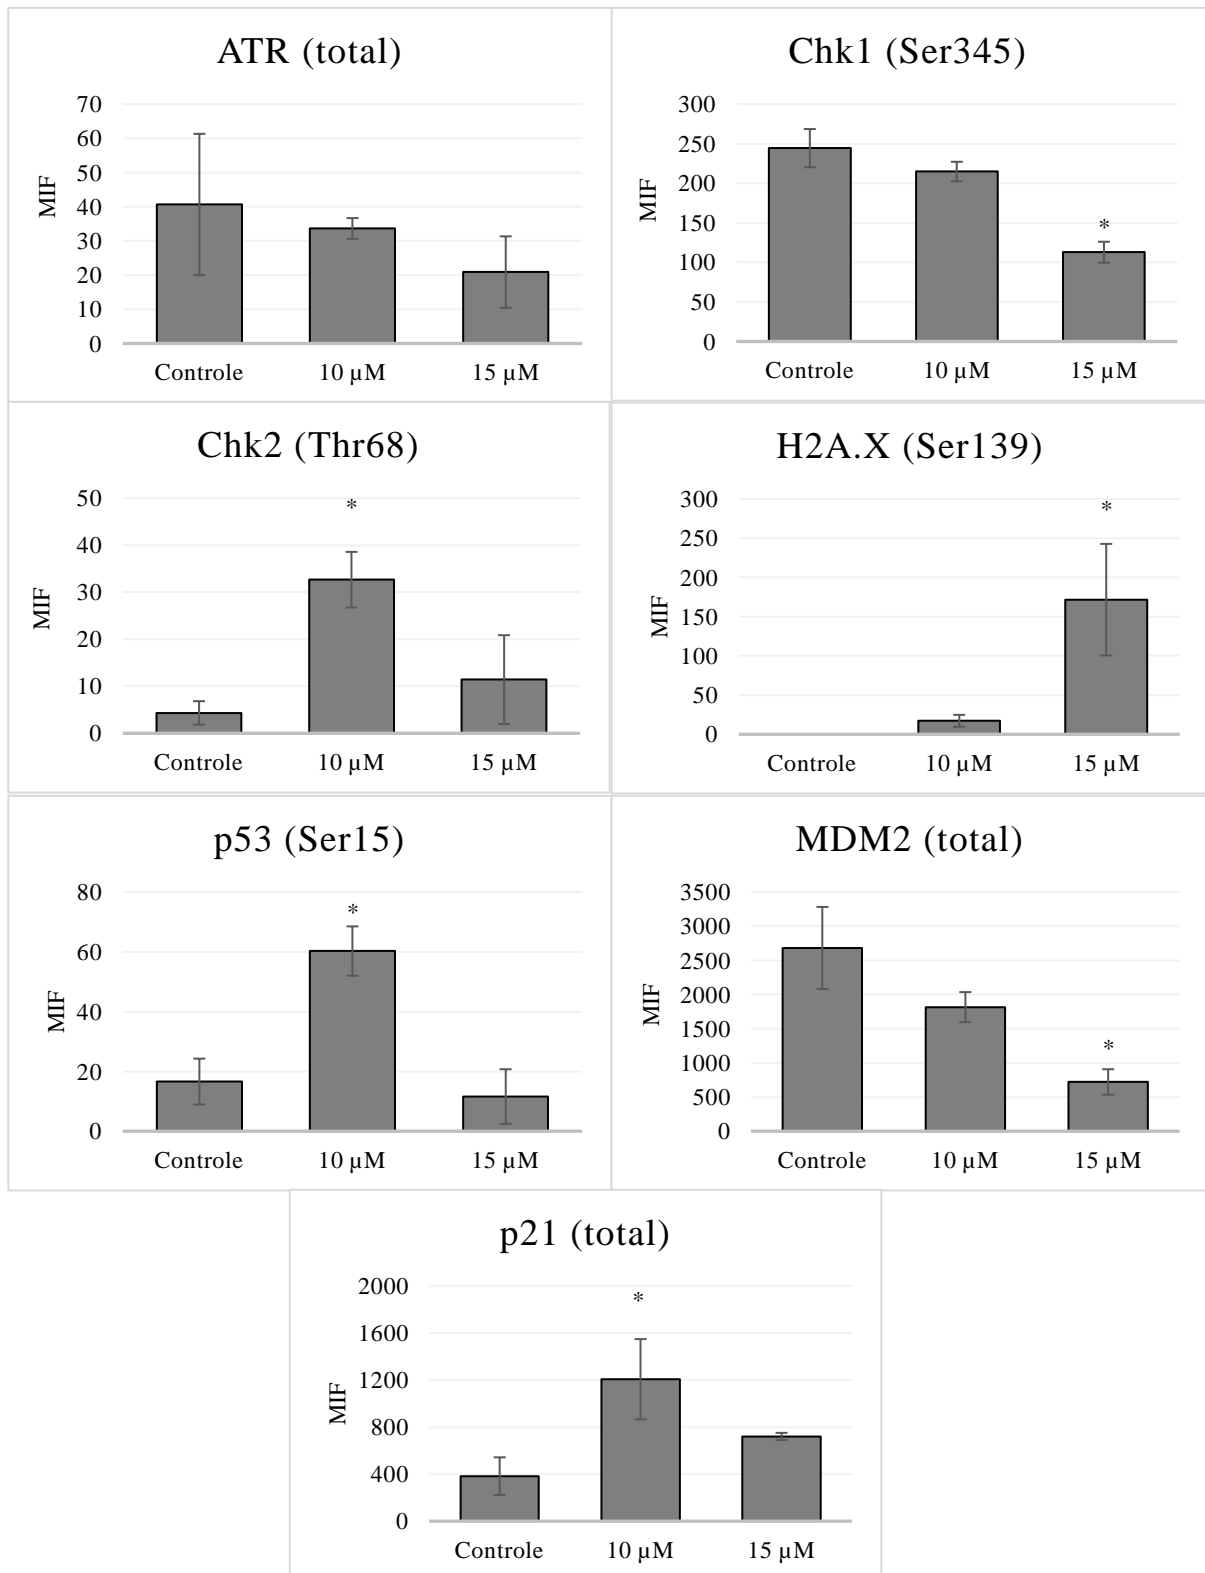 ATR (total)
70
60
50
40
30
20
10
0
MIF
Controle 10 µM 15 µM
Chk1 (Ser345)
300
250
200
150
100
50
0
MIF
*
Controle 10 µM 15 µM
Chk2 (Thr68)
50
40
30
20
10
0
MIF
*
Controle 10 µM 15 µM
H2A.X (Ser139)
300
250
200
150
100
50
0
MIF
*
Controle 10 µM 15 µM
p53 (Ser15)
80
60
40
20
0
MIF
*
Controle 10 µM 15 µM
MDM2 (total)
3500
3000
2500
2000
1500
1000
500
0
MIF
*
Controle 10 µM 15 µM
p21 (total)
2000
1600
1200
800
400
0
MIF
*
Controle 10 µM 15 µM